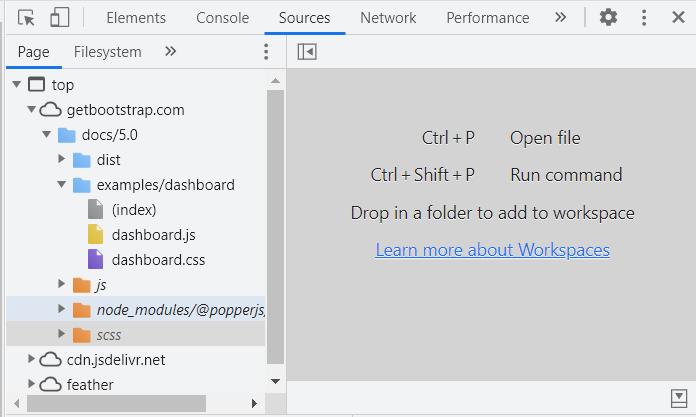 Elements Console Sources Network Performance »
Page Filesystem »
top
getbootstrap.com
docs/5.0
dist
examples/dashboard
(index)
dashboard.js
dashboard.css
js
node_modules/@popperjs/
scss
cdn.jsdelivr.net
feather
Ctrl + P Open file
Ctrl + Shift + P Run command
Drop in a folder to add to workspace
Learn more about Workspaces